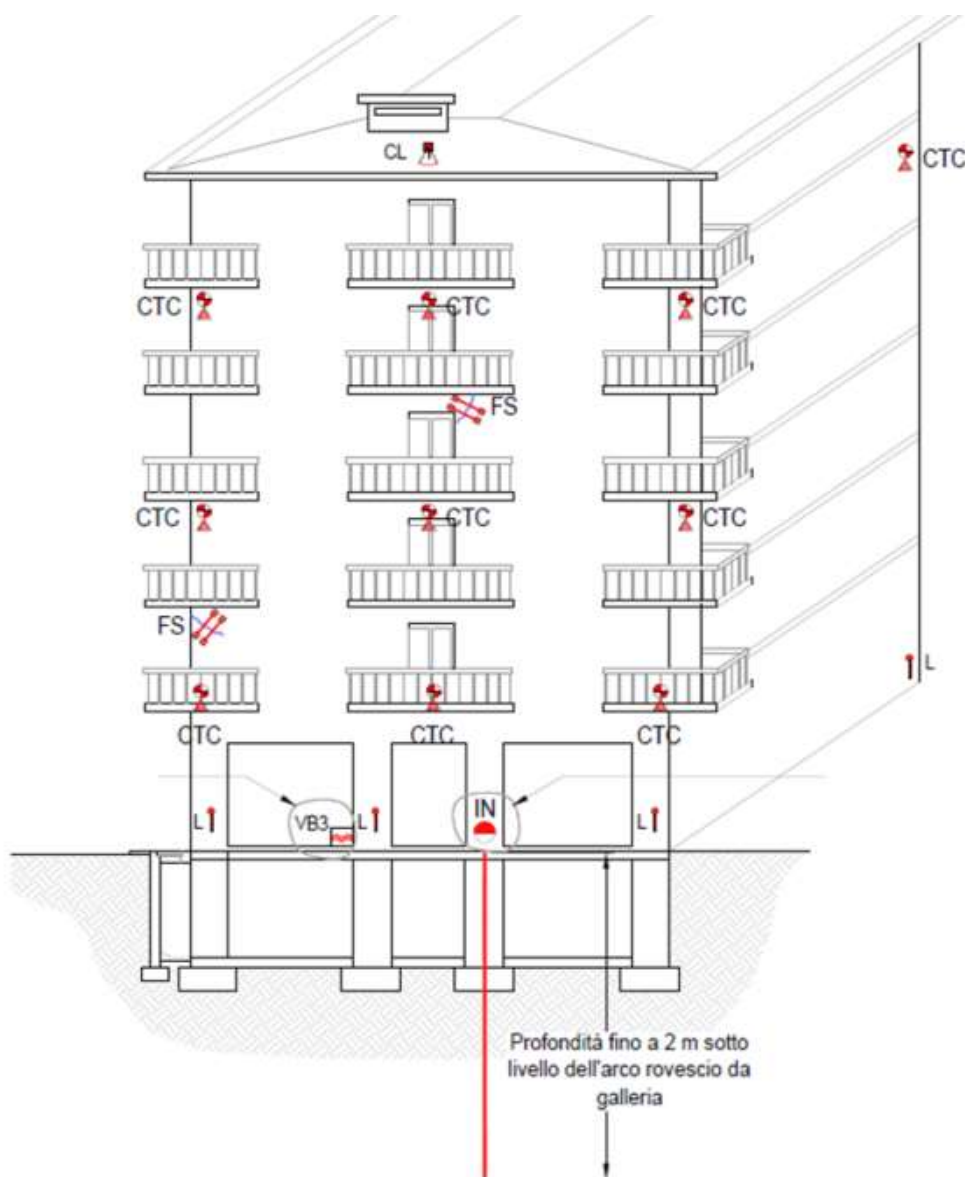 CL
CTC
CTC CTC CTC
FS
CTC CTC CTC
FS
L
CTC CTC CTC
L VB3 L IN L
Profondità fino a 2 m sotto
livello dell'arco rovescio da
galleria